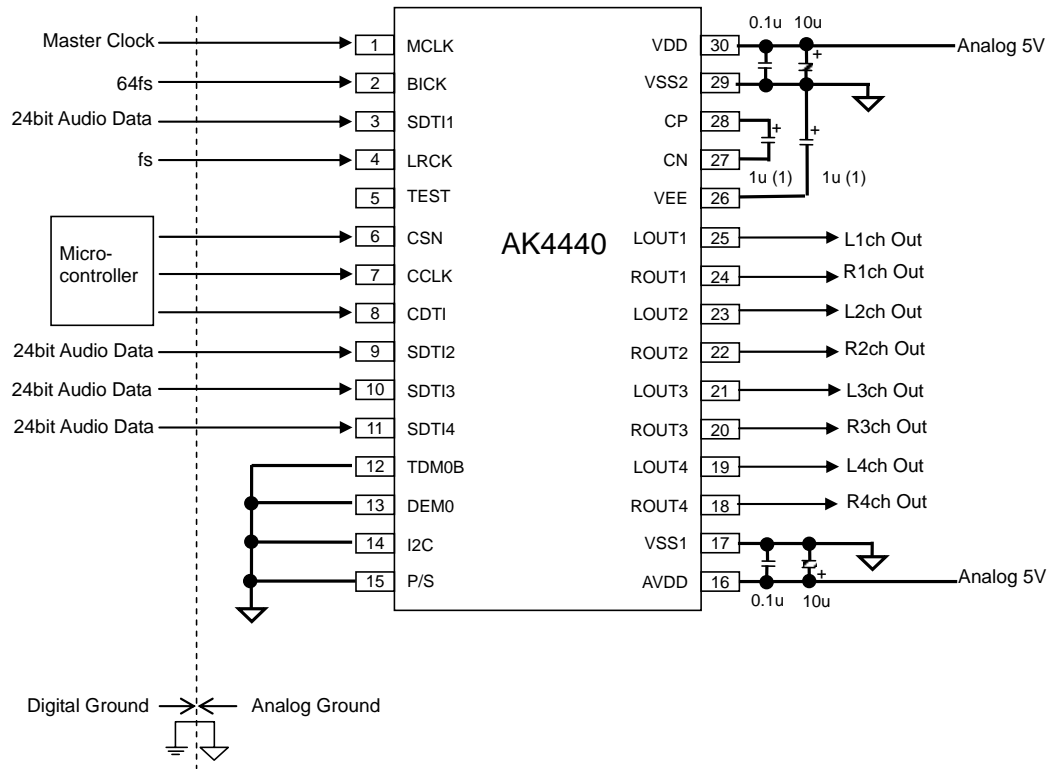 0.1u 10u
Master Clock 1 MCLK VDD 30 + Analog 5V
64fs 2 BICK VSS2 29
24bit Audio Data 3 SDTI1 CP 28 + +
fs 4 LRCK CN 27
1u (1) 1u (1)
5 TEST VEE 26
AK4440
6 CSN LOUT1 25 L1ch Out
Micro-
controller
7 CCLK ROUT1 24 R1ch Out
8 CDTI LOUT2 23 L2ch Out
24bit Audio Data 9 SDTI2 ROUT2 22 R2ch Out
24bit Audio Data 10 SDTI3 LOUT3 21 L3ch Out
24bit Audio Data 11 SDTI4 ROUT3 20 R3ch Out
12 TDM0B LOUT4 19 L4ch Out
13 DEM0 ROUT4 18 R4ch Out
14 I2C VSS1 17
15 P/S AVDD 16 + Analog 5V
0.1u 10u
Digital Ground Analog Ground